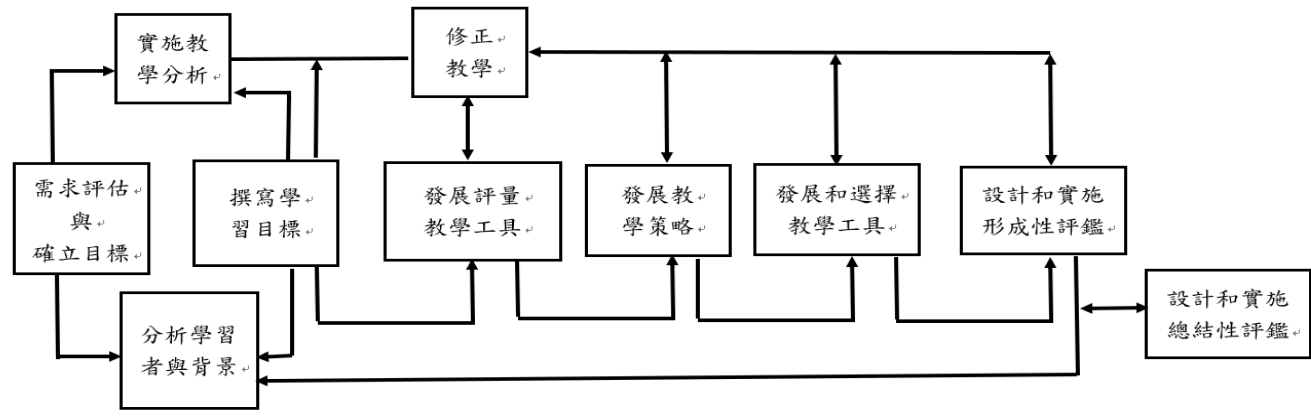 實施教
學分析
修正
教學
需求評估
與
確立目標
撰寫學
習目標
發展評量
教學工具
發展教
學策略
發展和選擇
教學工具
設計和實施
形成性評鑑
分析學習
者與背景
設計和實施
總結性評鑑